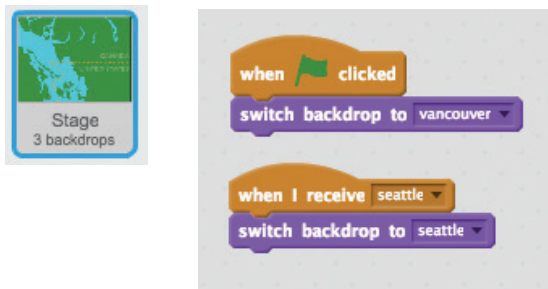 Stage
3 backdrops
when clicked
switch backdrop to vancouver
when I receive seattle
switch backdrop to seattle